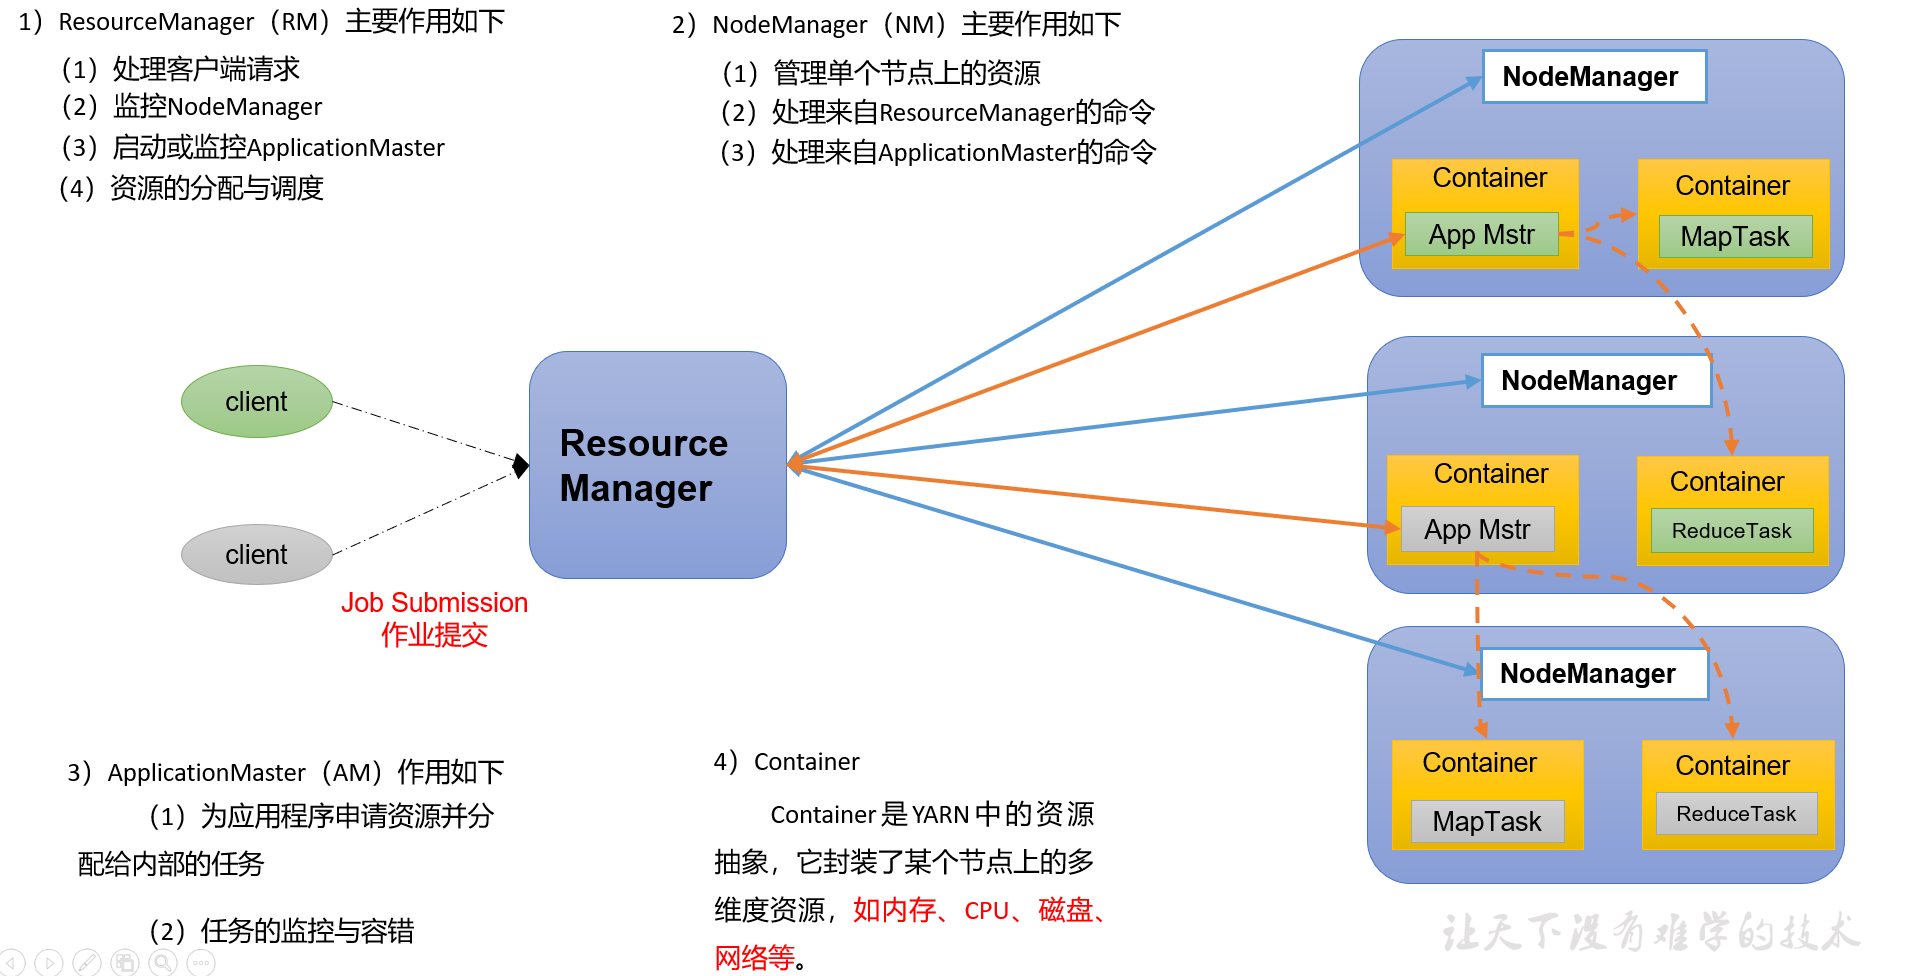 1）ResourceManager（RM）主要作用如下
（1）处理客户端请求
（2）监控NodeManager
（3）启动或监控ApplicationMaster
（4）资源的分配与调度
2）NodeManager（NM）主要作用如下
（1）管理单个节点上的资源
（2）处理来自ResourceManager的命令
（3）处理来自ApplicationMaster的命令
NodeManager
Container
App Mstr
Container
MapTask
client
client
Job Submission
作业提交
Resource
Manager
NodeManager
Container
App Mstr
Container
ReduceTask
NodeManager
Container
MapTask
Container
ReduceTask
3）ApplicationMaster（AM）作用如下
（1）为应用程序申请资源并分
配给内部的任务
（2）任务的监控与容错
4）Container
Container是YARN中的资源
抽象，它封装了某个节点上的多
维度资源，如内存、CPU、磁盘、
网络等。
让天下没有难学的技术